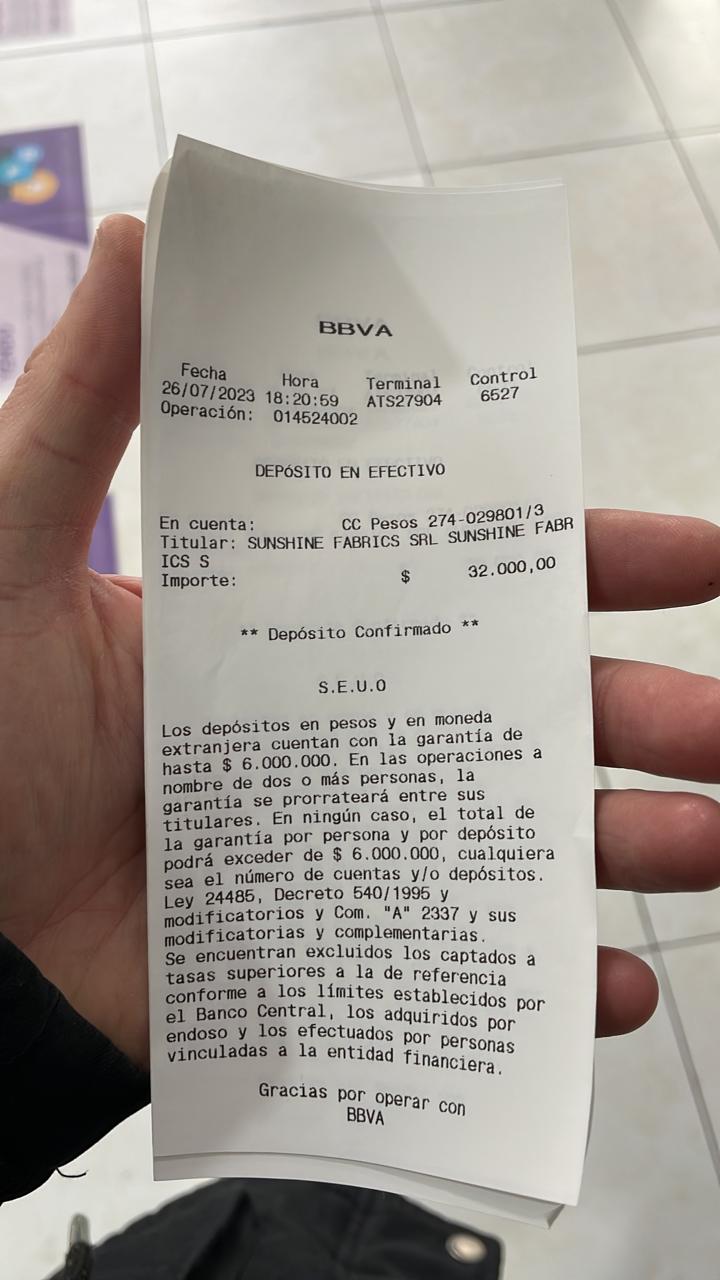 BBVA
Fecha Hora Terminal Control
26/07/2023 18:20:59 ATS27904 6527
Operación: 014524002
DEPóSITO EN EFECTIVO
En cuenta: CC Pesos 274-029801/3
Titular: SUNSHINE FABRICS SRL SUNSHINE FABR
ICS S
Importe: $ 32.000,00
** Depósito Confirmado **
S.E.U.O
Los depósitos en pesos y en moneda
extranjera cuentan con la garantía de
hasta $ 6.000.000. En las operaciones a
nombre de dos o más personas, la
garantía se prorrateará entre sus
titulares. En ningún caso, el total de
la garantía por persona y por depósito
podrá exceder de $ 6.000.000, cualquiera
sea el número de cuentas y/o depósitos.
Ley 24485, Decreto 540/1995 y
modificatorios y Com. "A" 2337 y sus
modificatorias y complementarias.
Se encuentran excluidos los captados a
tasas superiores a la de referencia
conforme a los límites establecidos por
el Banco Central, los adquiridos por
endoso y los efectuados por personas
vinculadas a la entidad financiera.
Gracias por operar con
BBVA